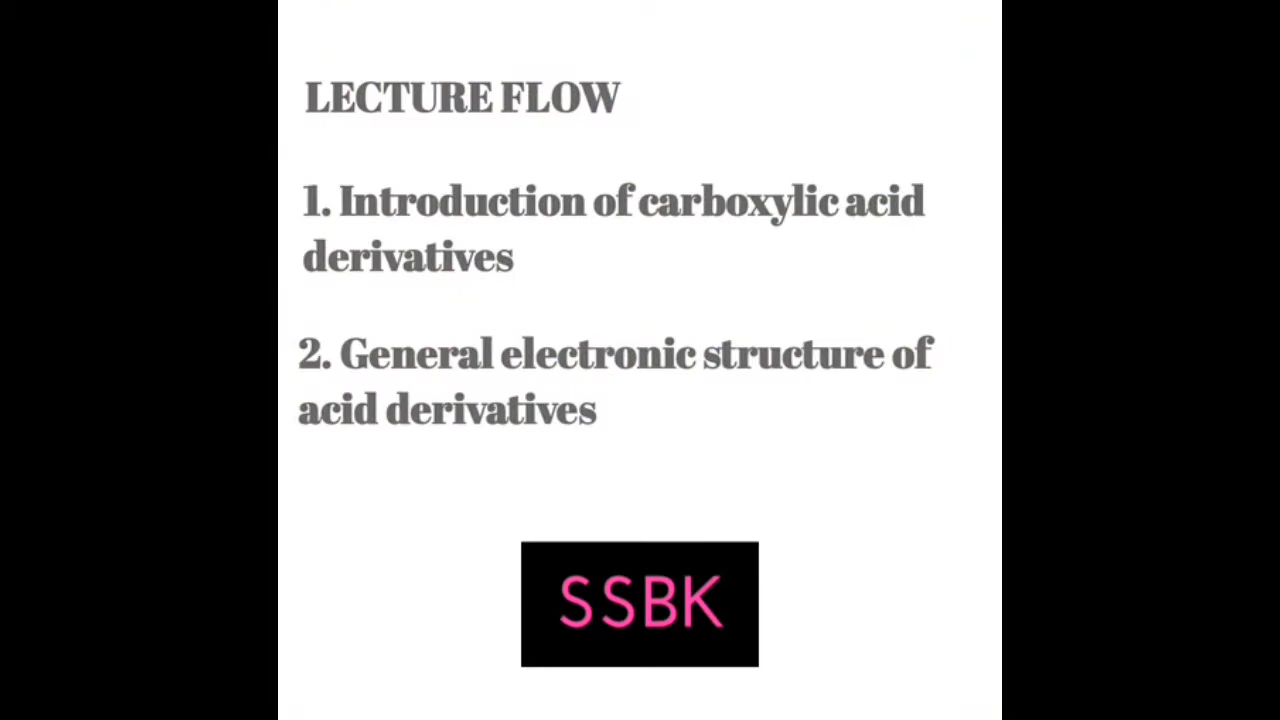 LECTURE FLOW
1. Introduction of carboxylic acid
derivatives
2. General electronic structure of
acid derivatives
SSBK